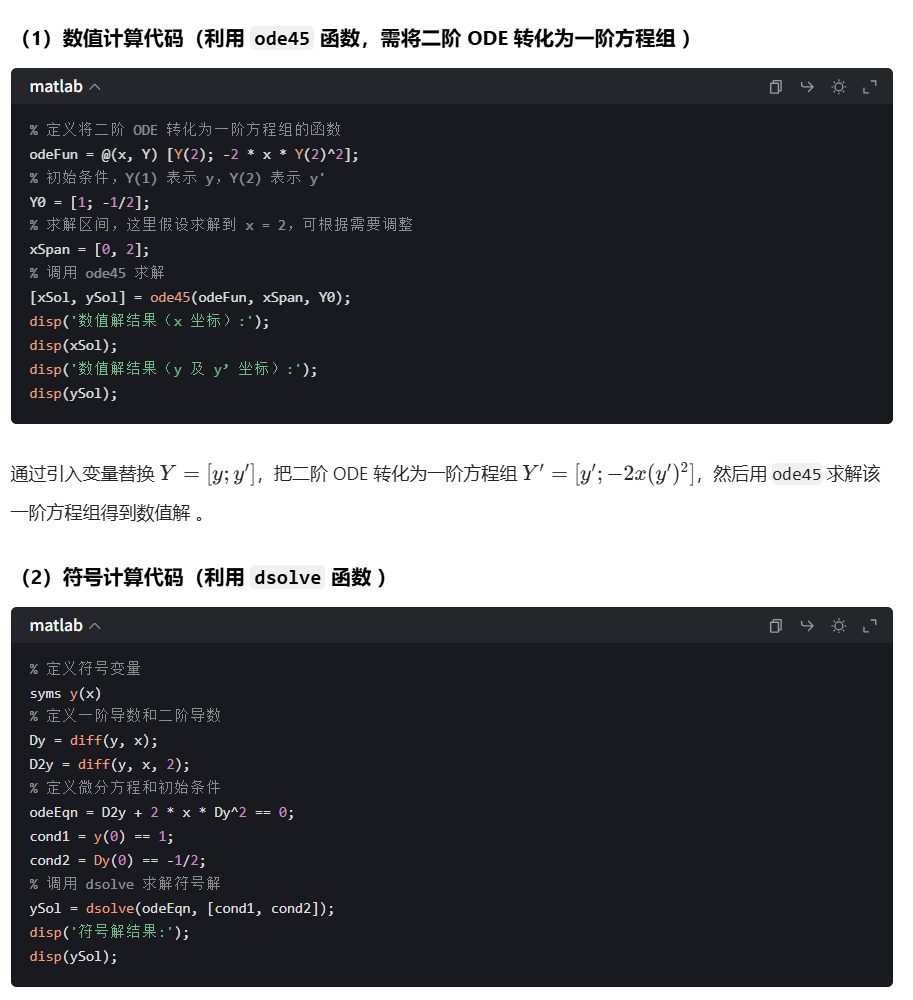 （1）数值计算代码（利用 ode45 函数，需将二阶 ODE 转化为一阶方程组 ）
matlab
% 定义将二阶 ODE 转化为一阶方程组的函数
odeFun = @(x, Y) [Y(2); -2 * x * Y(2)^2];
% 初始条件，Y(1) 表示 y，Y(2) 表示 y'
Y0 = [1; -1/2];
% 求解区间，这里假设求解到 x = 2，可根据需要调整
xSpan = [0, 2];
% 调用 ode45 求解
[xSol, ySol] = ode45(odeFun, xSpan, Y0);
disp('数值解结果（x 坐标）:');
disp(xSol);
disp('数值解结果（y 及 y’ 坐标）:');
disp(ySol);
通过引入变量替换 Y = [y; y′]，把二阶 ODE 转化为一阶方程组 Y′ = [y′; −2x(y′)²]，然后用 ode45 求解该
一阶方程组得到数值解 。
（2）符号计算代码（利用 dsolve 函数 ）
matlab
% 定义符号变量
syms y(x)
% 定义一阶导数和二阶导数
Dy = diff(y, x);
D2y = diff(y, x, 2);
% 定义微分方程和初始条件
odeEqn = D2y + 2 * x * Dy^2 == 0;
cond1 = y(0) == 1;
cond2 = Dy(0) == -1/2;
% 调用 dsolve 求解符号解
ySol = dsolve(odeEqn, [cond1, cond2]);
disp('符号解结果:');
disp(ySol);